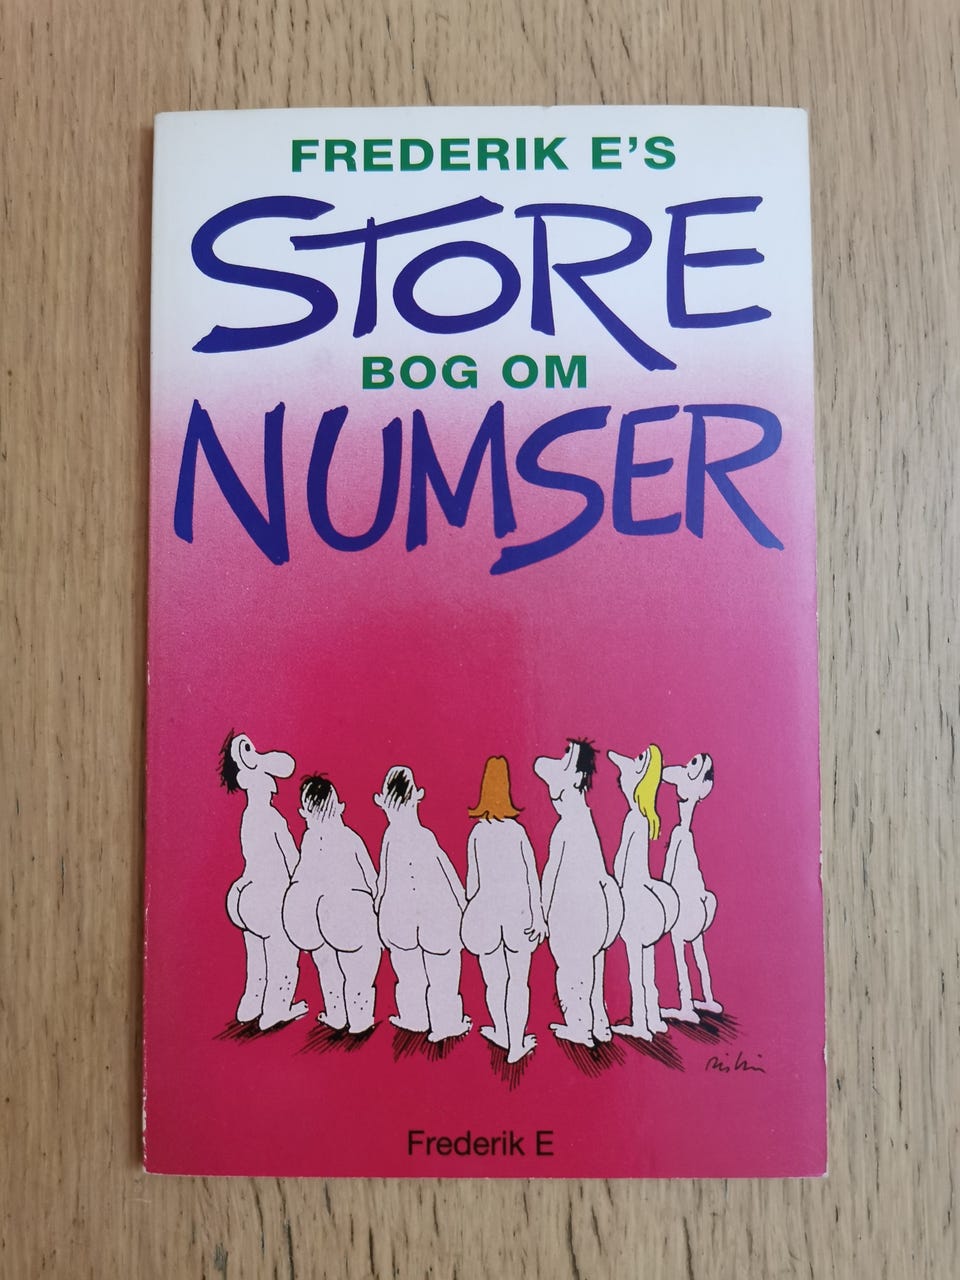 FREDERIK E'S
STORE
BOG OM
NUMSER
Frederik E